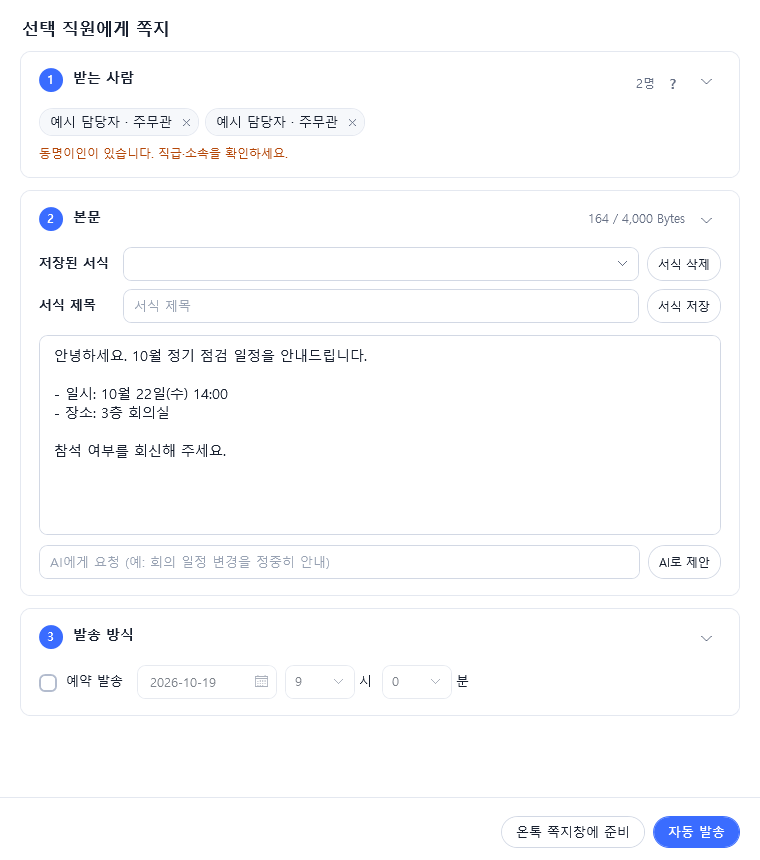 선택 직원에게 쪽지
1 받는 사람 2명 ?
예시 담당자 · 주무관 × 예시 담당자 · 주무관 ×
동명이인이 있습니다. 직급·소속을 확인하세요.
2 본문 164 / 4,000 Bytes
저장된 서식 서식 삭제
서식 제목 서식 제목 서식 저장
안녕하세요. 10월 정기 점검 일정을 안내드립니다.
- 일시: 10월 22일(수) 14:00
- 장소: 3층 회의실
참석 여부를 회신해 주세요.
AI에게 요청 (예: 회의 일정 변경을 정중히 안내) AI로 제안
3 발송 방식
예약 발송 2026-10-19 9 시 0 분
온톡 쪽지창에 준비 자동 발송